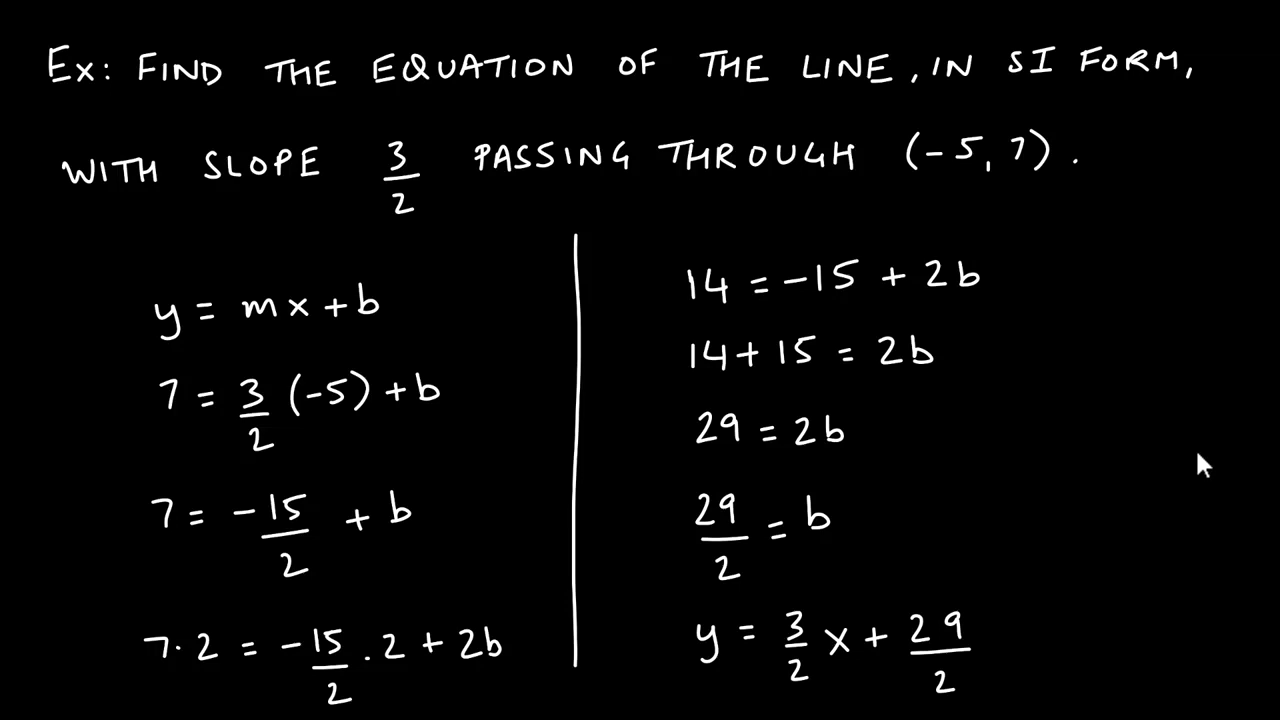 Ex: FIND THE EQUATION OF THE LINE, IN SI FORM,
WITH SLOPE 3/2 PASSING THROUGH (-5, 7).
y = mx + b
7 = 3/2 (-5) + b
7 = -15/2 + b
7·2 = -15/2 . 2 + 2b
14 = -15 + 2b
14 + 15 = 2b
29 = 2b
29/2 = b
y = 3/2 x + 29/2